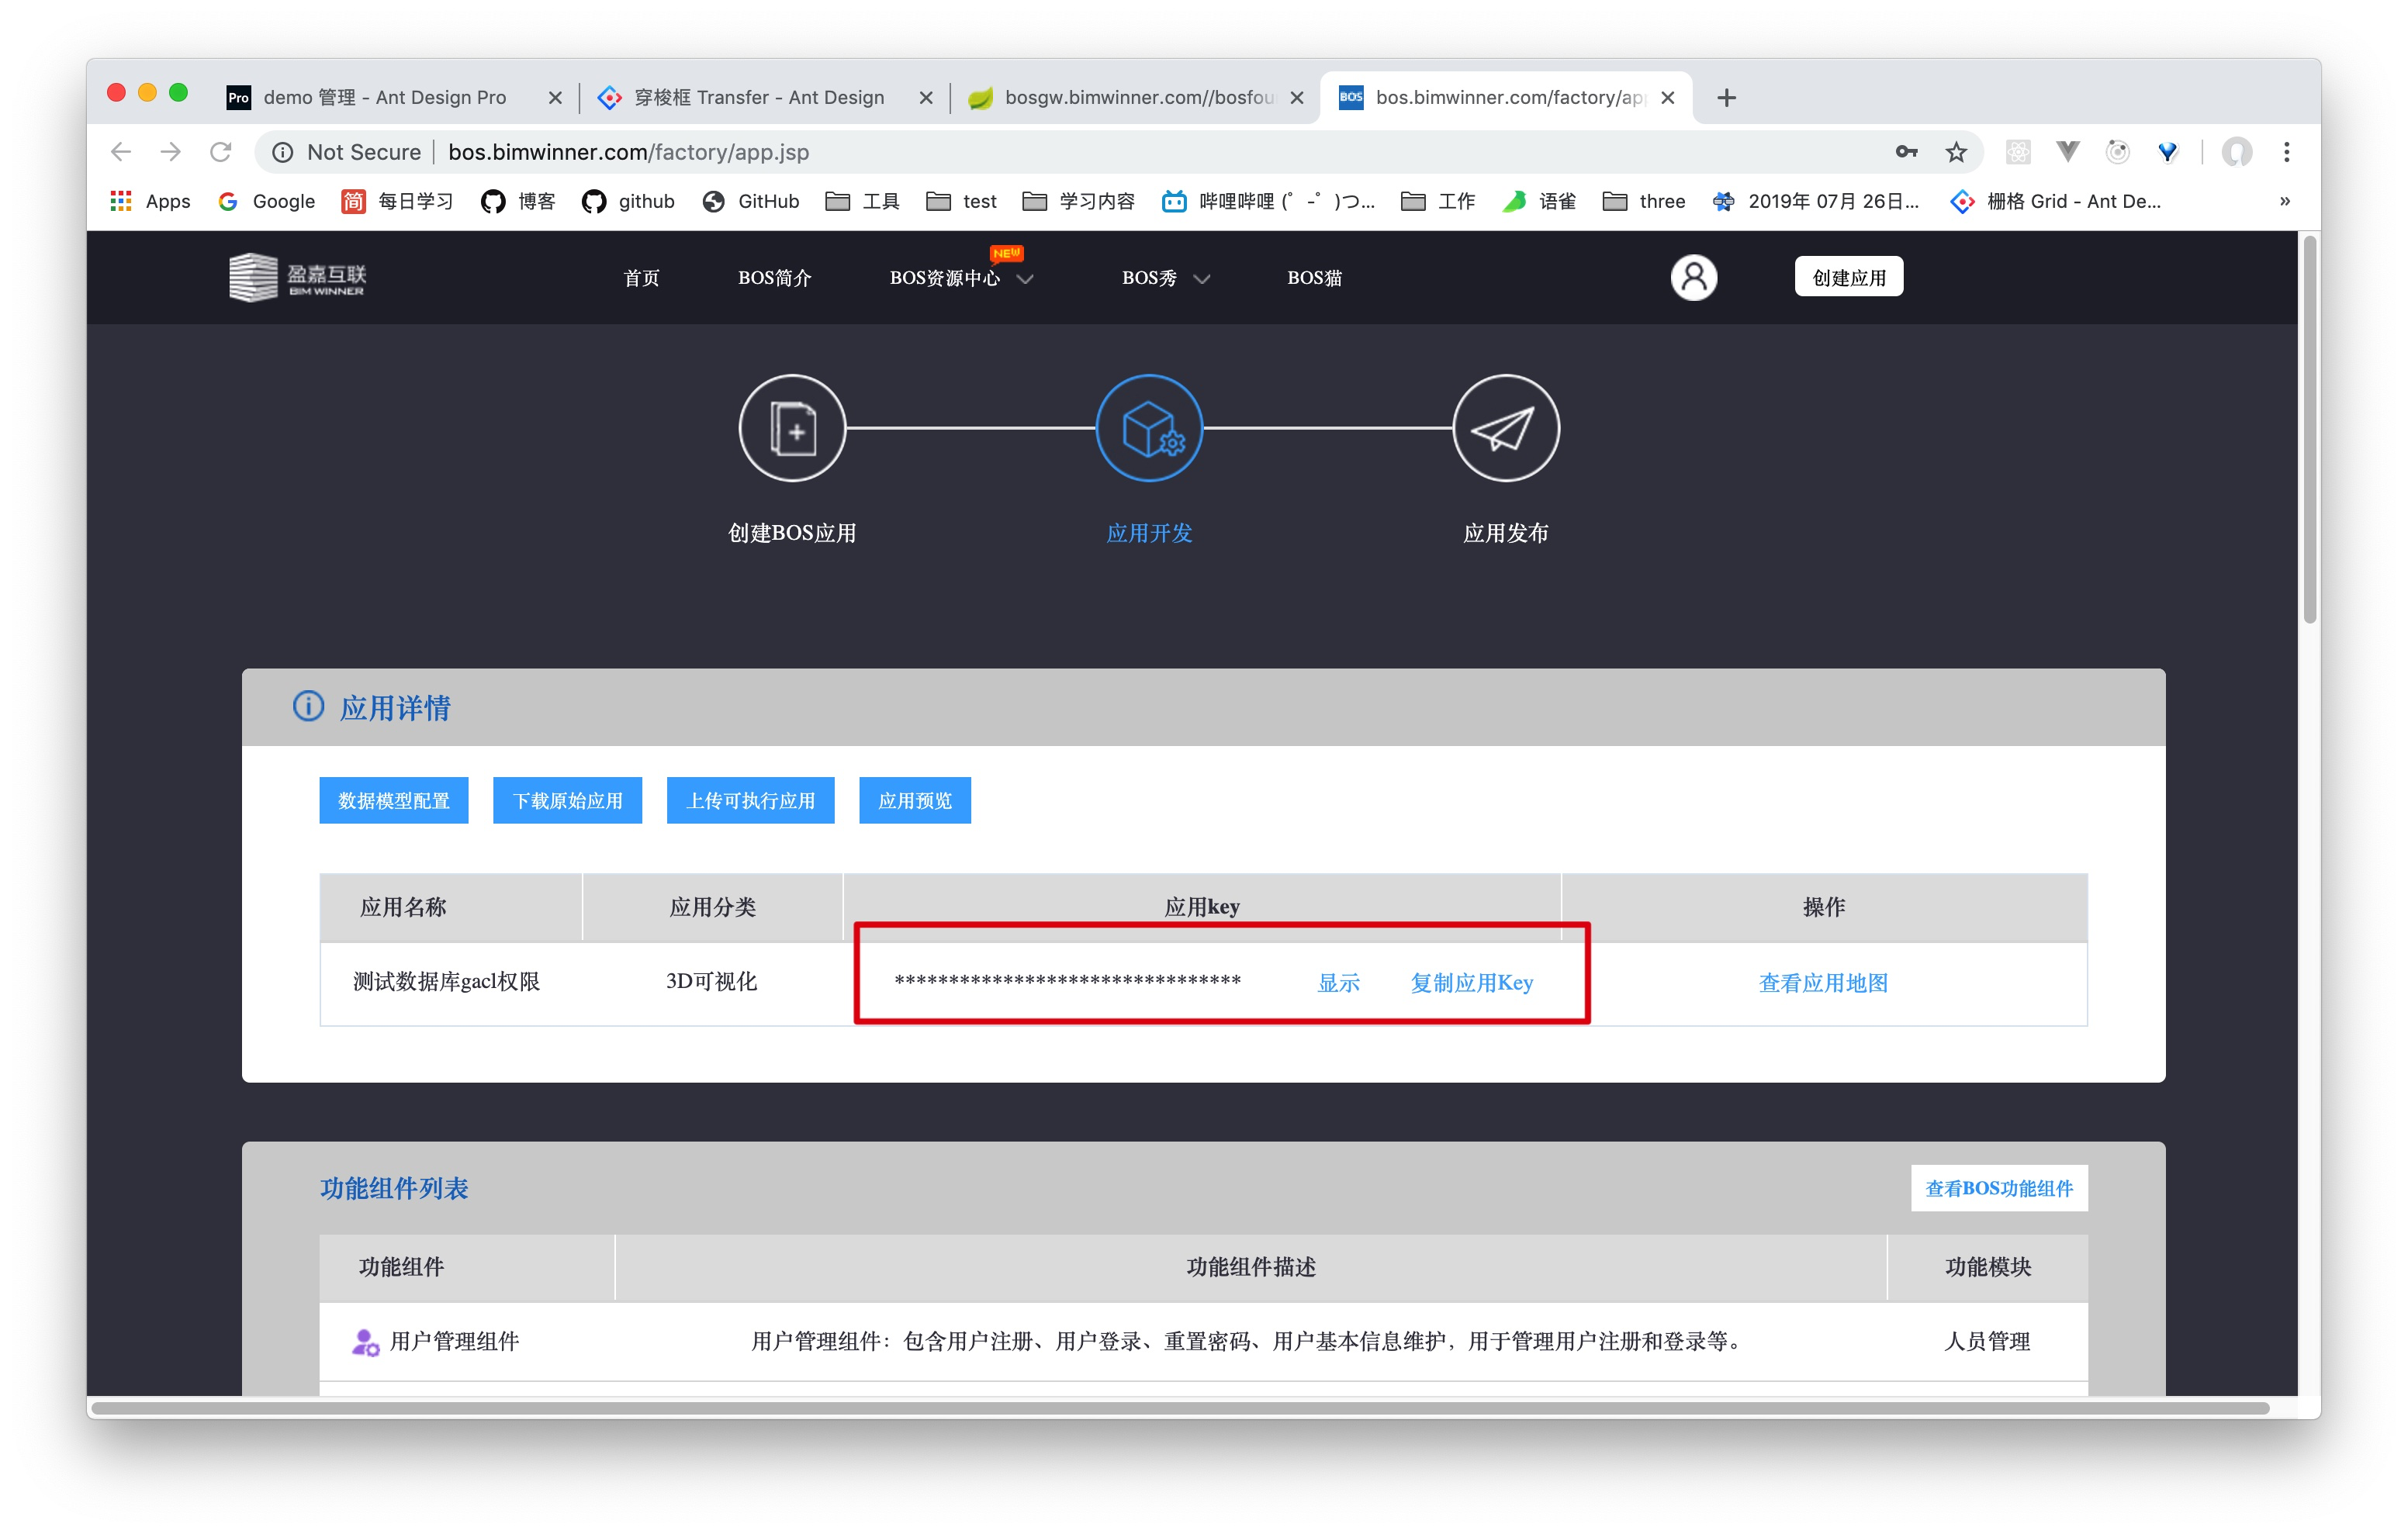 Pro demo 管理 - Ant Design Pro
穿梭框 Transfer - Ant Design
bosgw.bimwinner.com//bosfou
BOS bos.bimwinner.com/factory/ap
Not Secure bos.bimwinner.com/factory/app.jsp
Apps Google 简 每日学习 博客 github GitHub 工具 test 学习内容 哔哩哔哩 (゜-゜)つ... 工作 语雀 three 2019年 07月 26日... 栅格 Grid - Ant De... »
盈嘉互联
BIM WINNER
首页 BOS简介 BOS资源中心 NEW BOS秀 BOS猫 创建应用
创建BOS应用 应用开发 应用发布
应用详情
数据模型配置 下载原始应用 上传可执行应用 应用预览
应用名称 应用分类 应用key 操作
测试数据库gacl权限 3D可视化 ******************************** 显示 复制应用Key 查看应用地图
功能组件列表 查看BOS功能组件
功能组件 功能组件描述 功能模块
用户管理组件 用户管理组件：包含用户注册、用户登录、重置密码、用户基本信息维护，用于管理用户注册和登录等。 人员管理